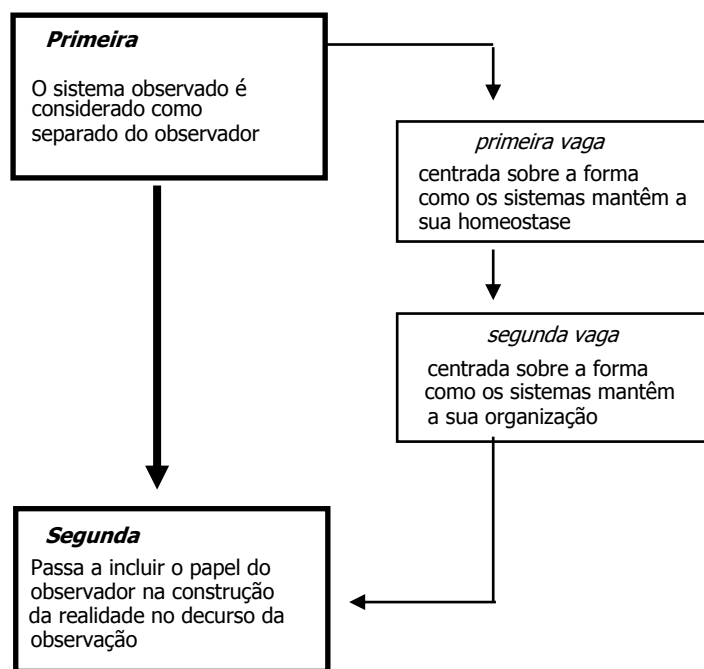 Primeira
O sistema observado é
considerado como
separado do observador
primeira vaga
centrada sobre a forma
como os sistemas mantêm a
sua homeostase
segunda vaga
centrada sobre a forma
como os sistemas mantêm
a sua organização
Segunda
Passa a incluir o papel do
observador na construção
da realidade no decurso da
observação